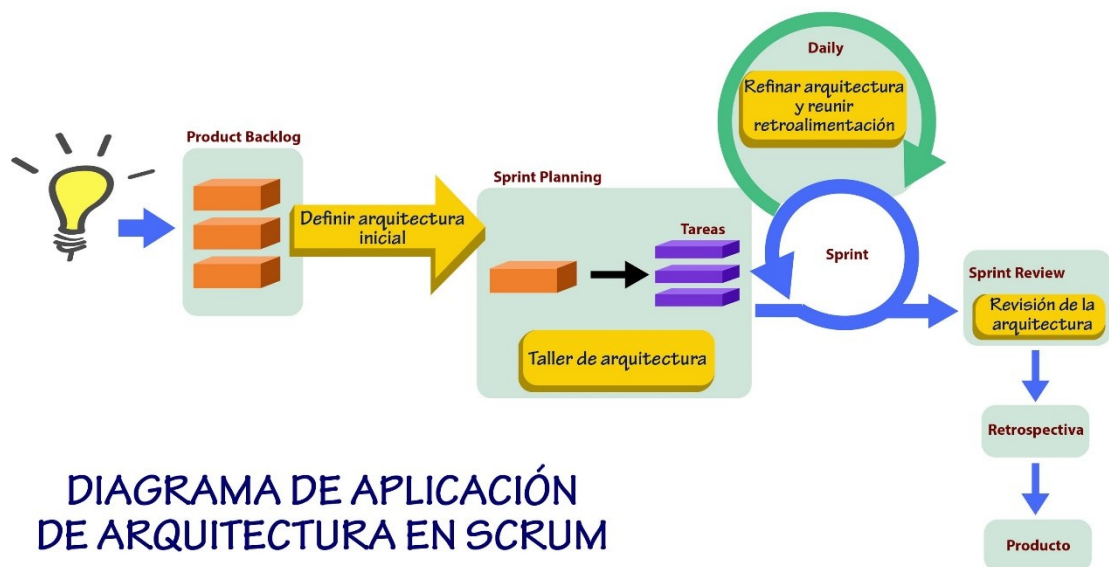 Product Backlog
Definir arquitectura
inicial
Sprint Planning
Tareas
Taller de arquitectura
Daily
Refinar arquitectura
y reunir
retroalimentación
Sprint
Sprint Review
Revisión de la
arquitectura
Retrospectiva
Producto
DIAGRAMA DE APLICACIÓN
DE ARQUITECTURA EN SCRUM